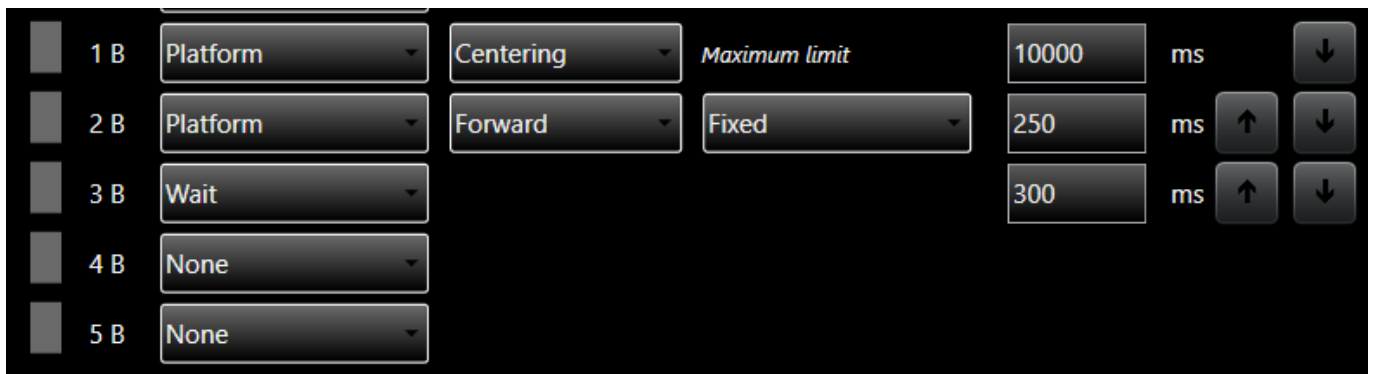 1 B Platform Centering Maximum limit 10000 ms
2 B Platform Forward Fixed 250 ms
3 B Wait 300 ms
4 B None
5 B None